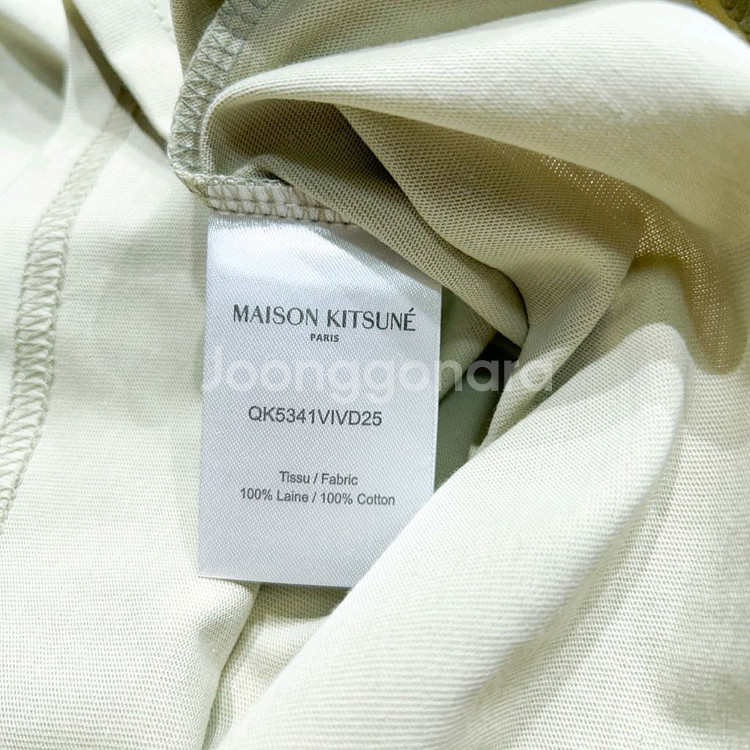 MAISON KITSUNÉ
PARIS
Joonggonara
QK5341VIVD25
Tissu / Fabric
100% Laine / 100% Cotton